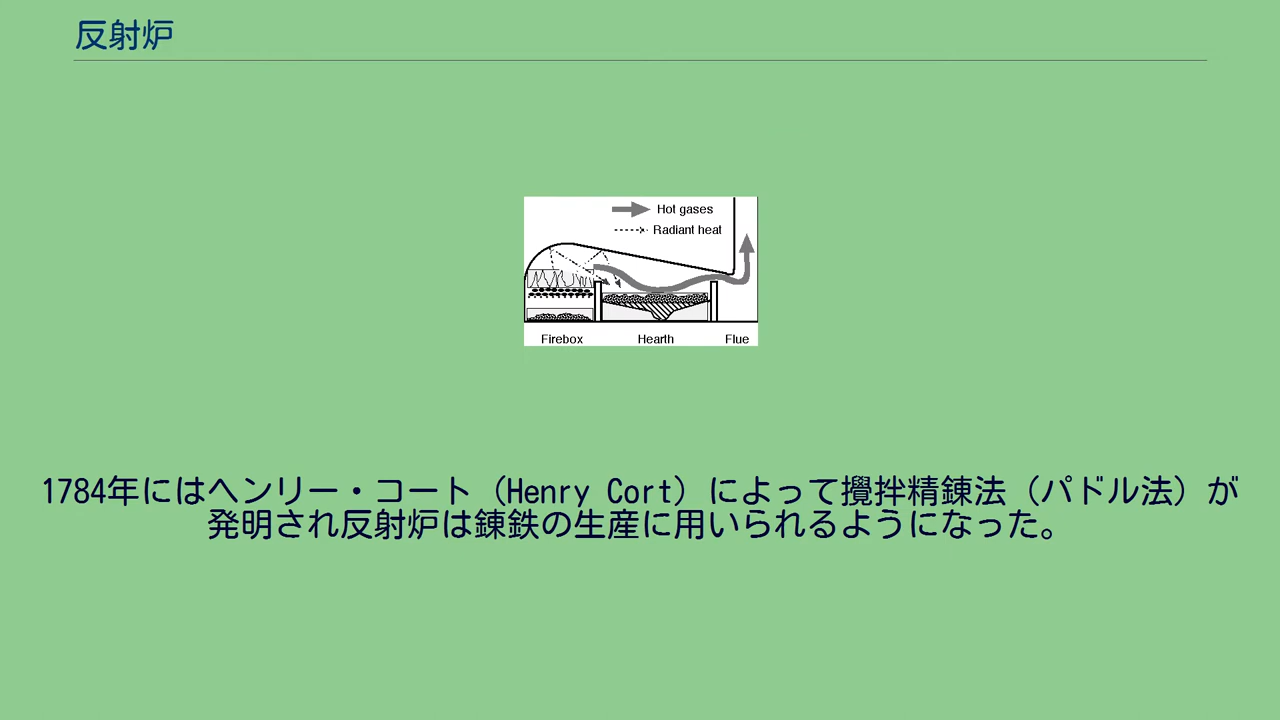 反射炉
Hot gases
Radiant heat
Firebox
Hearth
Flue
1784年にはヘンリー・コート（Henry Cort）によって攪拌精錬法（パドル法）が
発明され反射炉は錬鉄の生産に用いられるようになった。